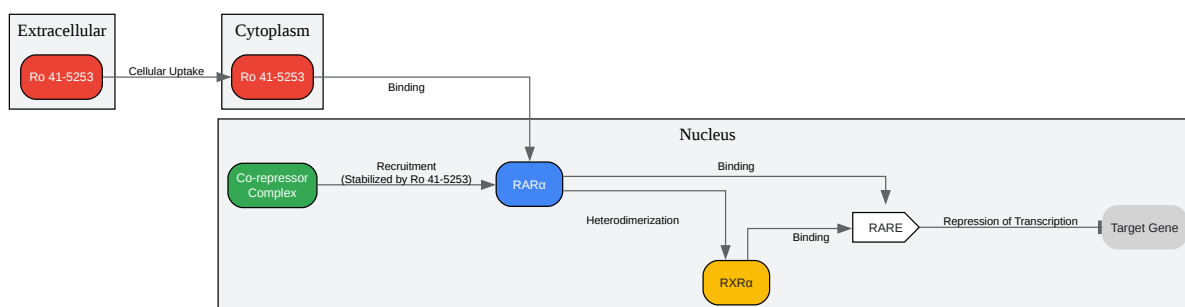 Extracellular
Cytoplasm
Ro 41-5253
Cellular Uptake
Ro 41-5253
Binding
Nucleus
Co-repressor
Complex
Recruitment
(Stabilized by Ro 41-5253)
RARα
Binding
Heterodimerization
RXRα
Binding
RARE
Repression of Transcription
Target Gene